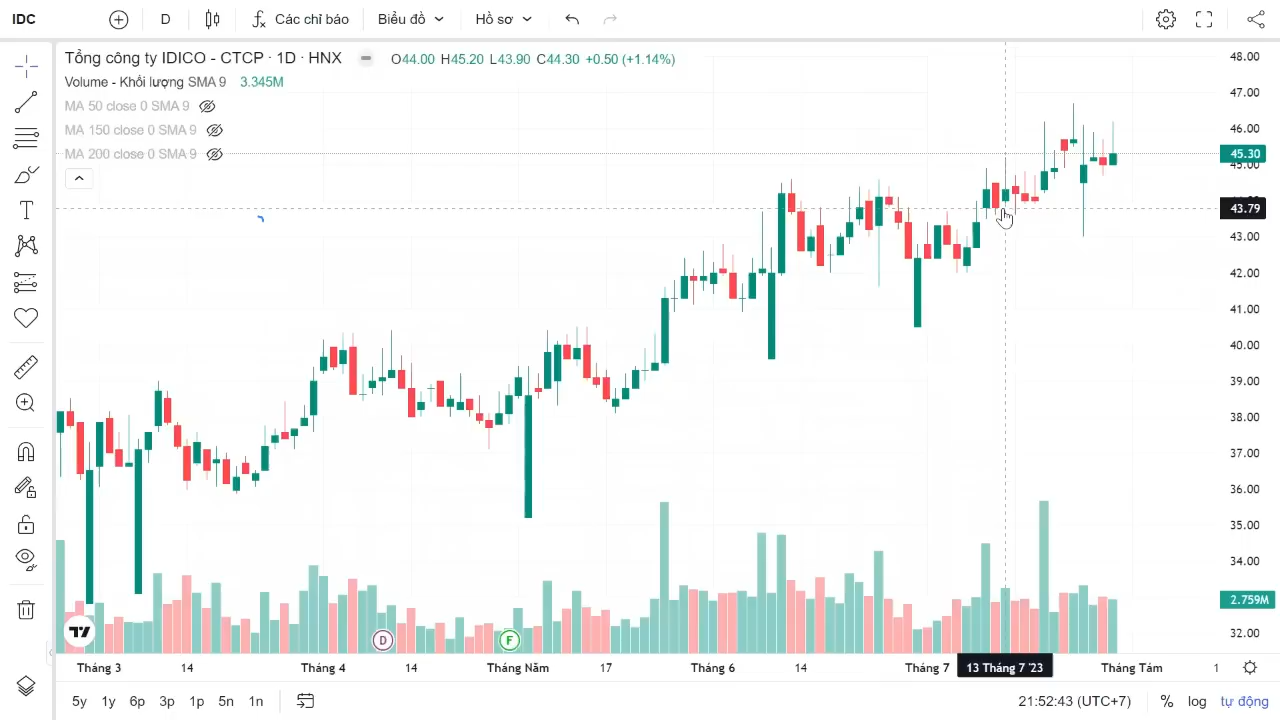 IDC D Các chỉ báo Biểu đồ Hồ sơ
Tổng công ty IDICO - CTCP · 1D · HNX O44.00 H45.20 L43.90 C44.30 +0.50 (+1.14%)
Volume - Khối lượng SMA 9 3.345M
MA 50 close 0 SMA 9
MA 150 close 0 SMA 9
MA 200 close 0 SMA 9
48.00
47.00
46.00
45.30
45.00
43.79
43.00
42.00
41.00
40.00
39.00
38.00
37.00
36.00
35.00
34.00
2.759M
32.00
D F
Tháng 3 14 Tháng 4 14 Tháng Năm 17 Tháng 6 14 Tháng 7 13 Tháng 7 '23 Tháng Tám 1
5y 1y 6p 3p 1p 5n 1n 21:52:43 (UTC+7) % log tự động